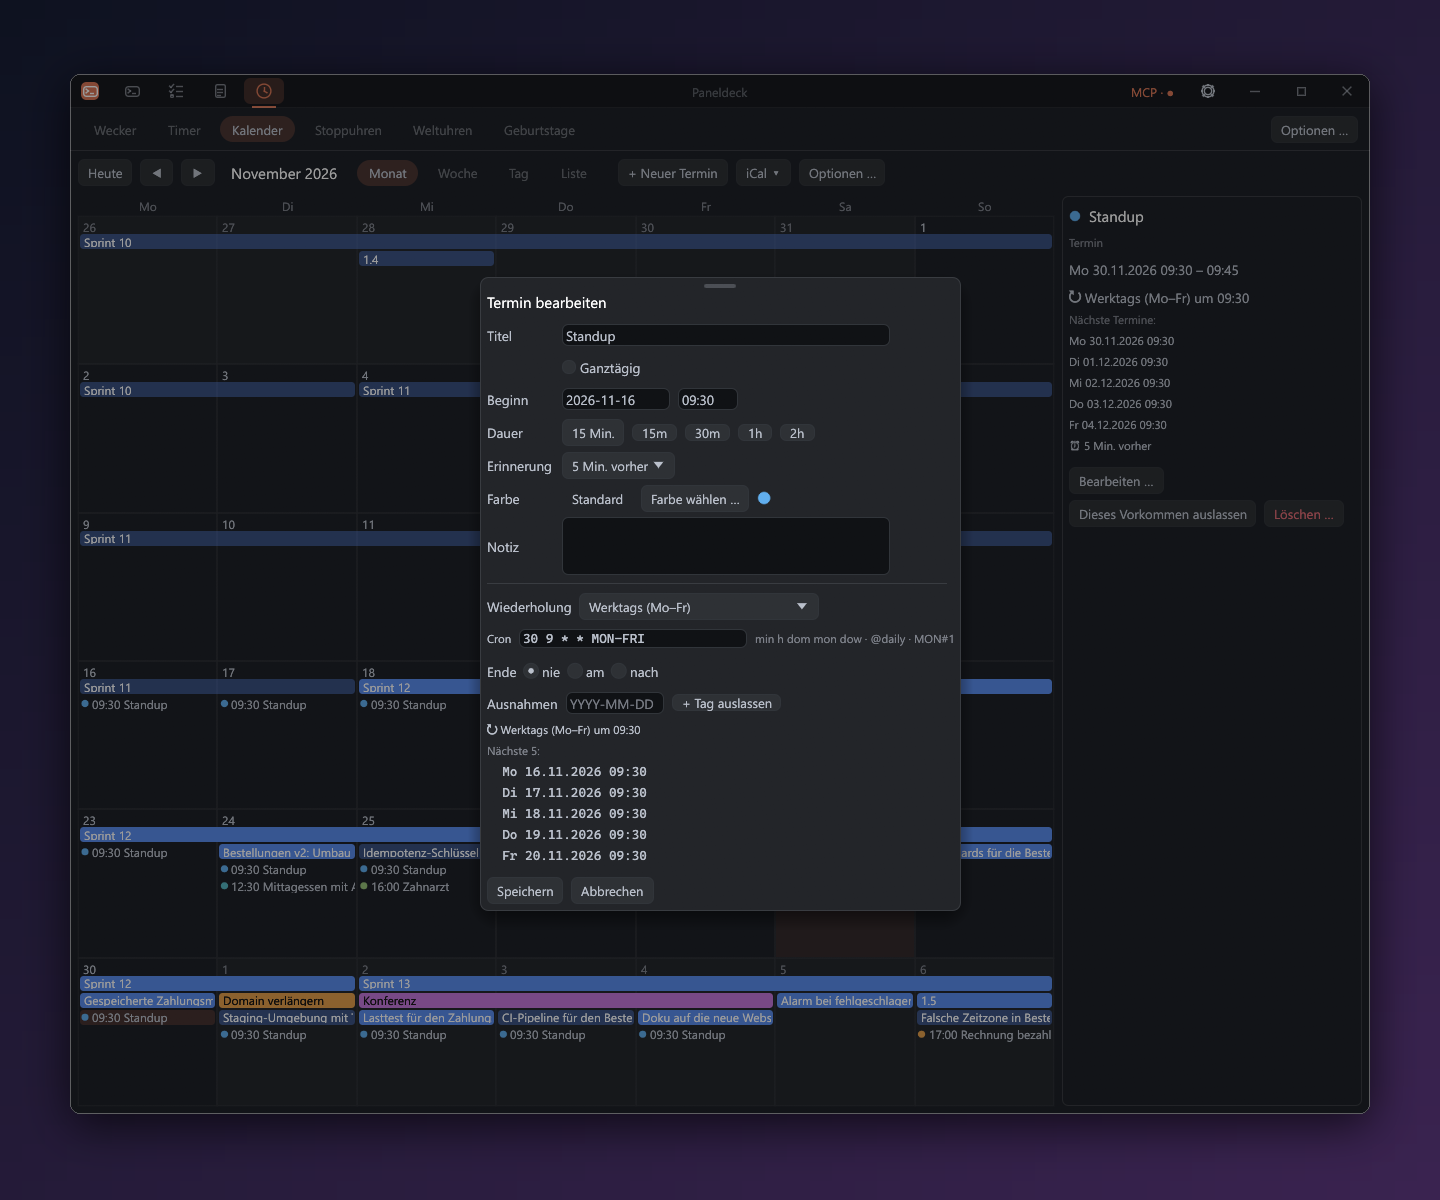 Paneldeck
MCP · ●
Wecker Timer Kalender Stoppuhren Weltuhren Geburtstage Optionen ...
Heute ◀ ▶ November 2026 Monat Woche Tag Liste + Neuer Termin iCal ▾ Optionen ...
Mo Di Mi Do Fr Sa So
26 27 28 29 30 31 1
Sprint 10
1.4
2 3 4
Sprint 10 Sprint 11
9 10 11
Sprint 11
16 17 18
Sprint 11 Sprint 12
09:30 Standup 09:30 Standup 09:30 Standup
23 24 25
Sprint 12
09:30 Standup Bestellungen v2: Umbau Idempotenz-Schlüssel ards für die Beste
09:30 Standup 09:30 Standup
12:30 Mittagessen mit 16:00 Zahnarzt
30 1 2 3 4 5 6
Sprint 12 Sprint 13
Gespeicherte Zahlungsm Domain verlängern Konferenz Alarm bei fehlgeschlagen 1.5
09:30 Standup Staging-Umgebung mit Lasttest für den Zahlung CI-Pipeline für den Beste Doku auf die neue Webs Falsche Zeitzone in Beste
09:30 Standup 09:30 Standup 09:30 Standup 09:30 Standup 17:00 Rechnung bezahl
Termin bearbeiten
Titel Standup
Ganztägig
Beginn 2026-11-16 09:30
Dauer 15 Min. 15m 30m 1h 2h
Erinnerung 5 Min. vorher
Farbe Standard Farbe wählen ...
Notiz
Wiederholung Werktags (Mo–Fr)
Cron 30 9 * * MON-FRI min h dom mon dow · @daily · MON#1
Ende nie am nach
Ausnahmen YYYY-MM-DD + Tag auslassen
Werktags (Mo–Fr) um 09:30
Nächste 5:
Mo 16.11.2026 09:30
Di 17.11.2026 09:30
Mi 18.11.2026 09:30
Do 19.11.2026 09:30
Fr 20.11.2026 09:30
Speichern Abbrechen
Standup
Termin
Mo 30.11.2026 09:30 – 09:45
Werktags (Mo–Fr) um 09:30
Nächste Termine:
Mo 30.11.2026 09:30
Di 01.12.2026 09:30
Mi 02.12.2026 09:30
Do 03.12.2026 09:30
Fr 04.12.2026 09:30
5 Min. vorher
Bearbeiten ...
Dieses Vorkommen auslassen Löschen ...